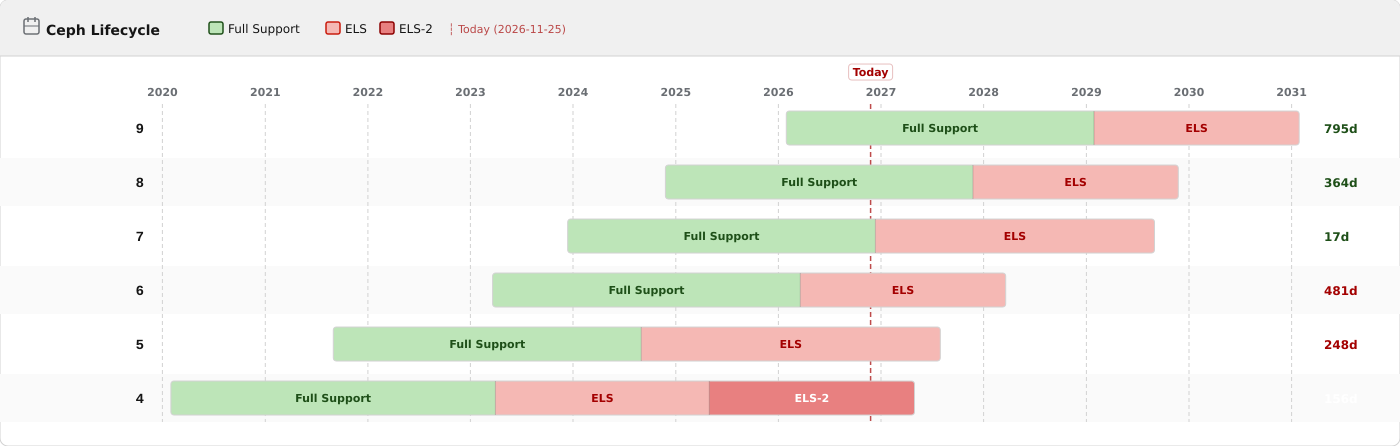 Ceph Lifecycle Full Support ELS ELS-2 Today (2026-11-25)
Today
2020 2021 2022 2023 2024 2025 2026 2027 2028 2029 2030 2031
9 Full Support ELS 795d
8 Full Support ELS 364d
7 Full Support ELS 17d
6 Full Support ELS 481d
5 Full Support ELS 248d
4 Full Support ELS ELS-2